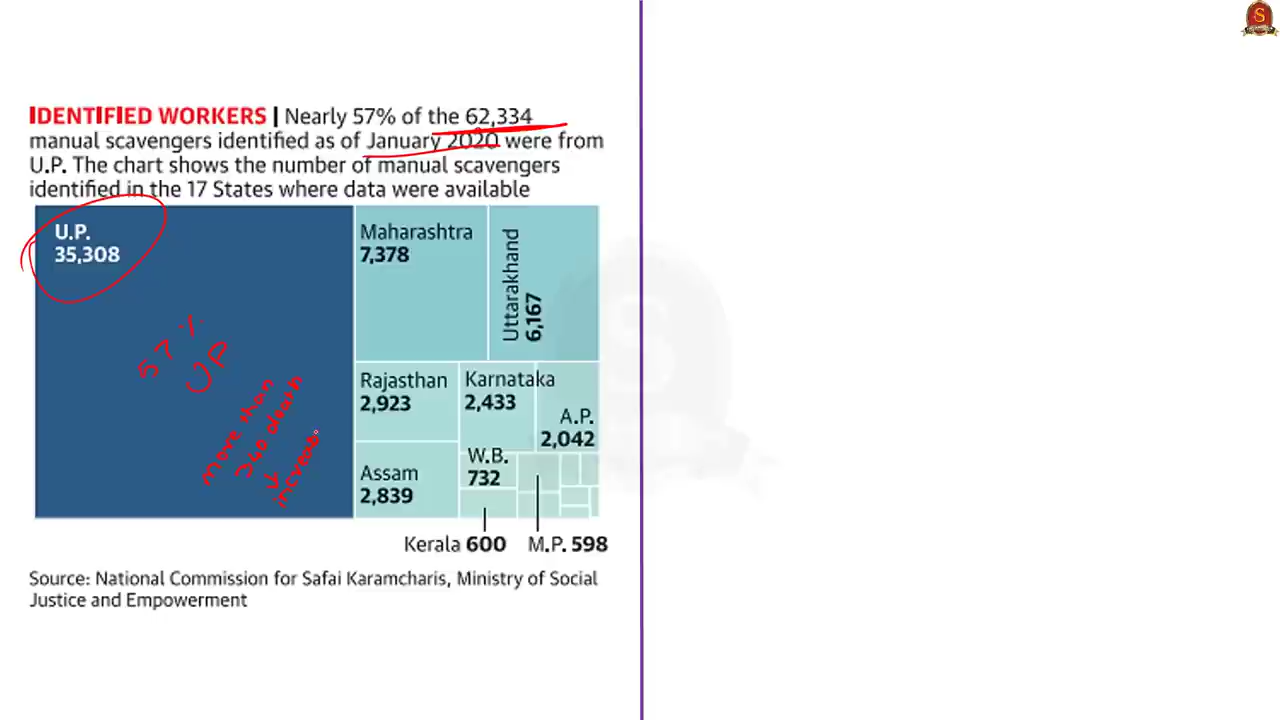 IDENTIFIED WORKERS | Nearly 57% of the 62,334
manual scavengers identified as of January 2020 were from
U.P. The chart shows the number of manual scavengers
identified in the 17 States where data were available
U.P.
35,308
Maharashtra
7,378
Uttarakhand
6,167
57 %
UP
more than
340 death
↓
increas
Rajasthan
2,923
Karnataka
2,433
A.P.
2,042
Assam
2,839
W.B.
732
Kerala 600
M.P. 598
Source: National Commission for Safai Karamcharis, Ministry of Social
Justice and Empowerment
S
S